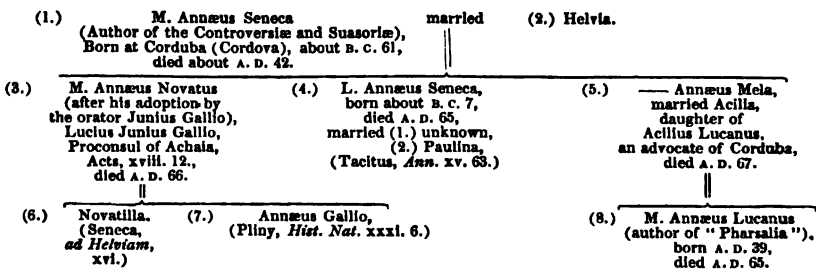 (1.) M. Annæus Seneca married (2.) Helvia.
(Author of the Controversiæ and Suasoriæ),
Born at Corduba (Cordova), about B. C. 61,
died about A. D. 42.
(3.) M. Annæus Novatus
(after his adoption by
the orator Junius Gallio),
Lucius Junius Gallio,
Proconsul of Achaia,
Acts, xviii. 12.,
died A. D. 66.
(4.) L. Annæus Seneca,
born about B. C. 7,
died A. D. 65,
married (1.) unknown,
(2.) Paulina,
(Tacitus, Ann. xv. 63.)
(5.) — Annæus Mela,
married Acilia,
daughter of
Acilius Lucanus,
an advocate of Corduba,
died A. D. 67.
(6.) Novatilla.
(Seneca,
ad Helviam,
xvi.)
(7.) Annæus Gallio,
(Pliny, Hist. Nat. xxxi. 6.)
(8.) M. Annæus Lucanus
(author of "Pharsalia"),
born A. D. 39,
died A. D. 65.